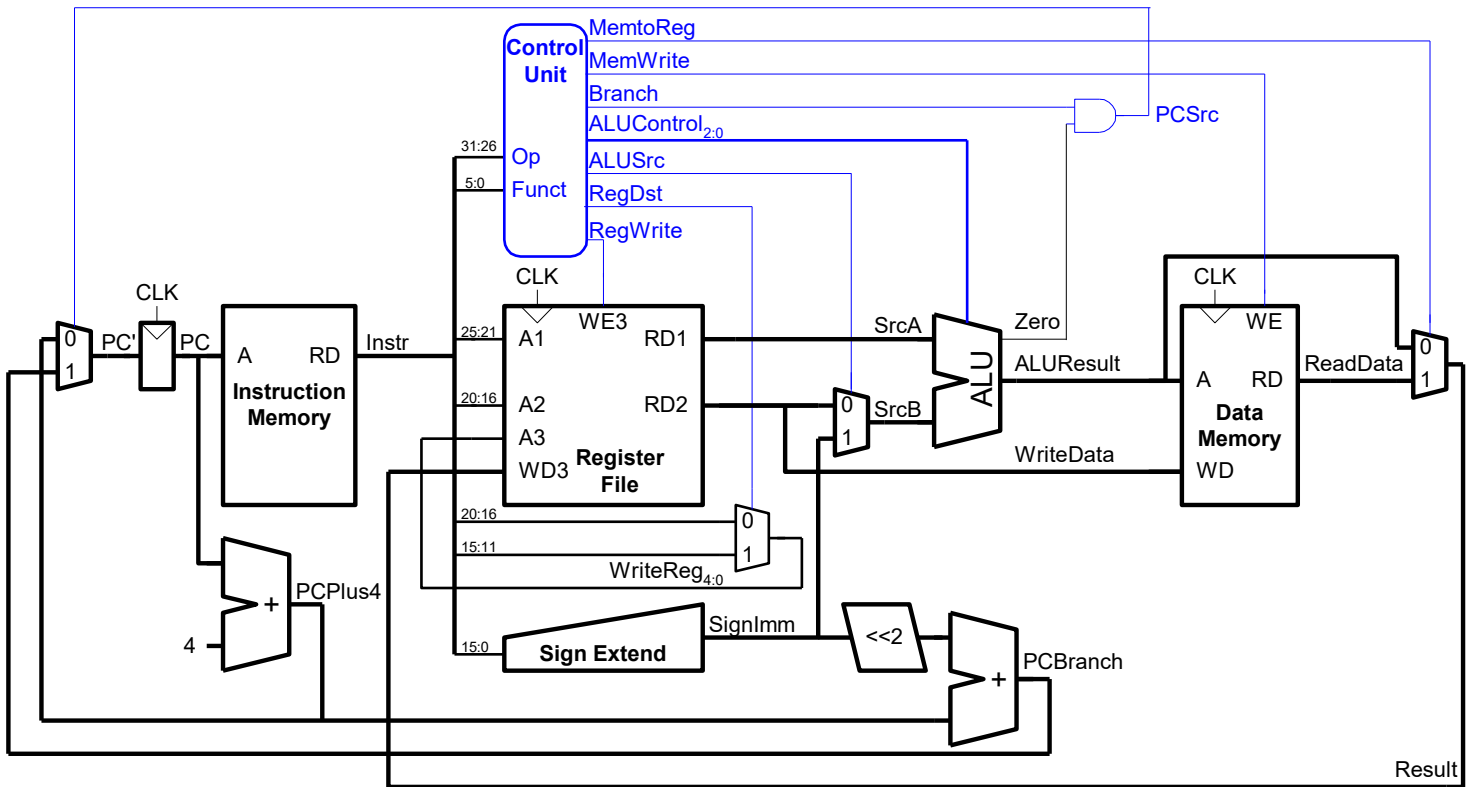 MemtoReg
Control
Unit
MemWrite
Branch
PCSrc
ALUControl2:0
31:26
Op
ALUSrc
5:0
Funct
RegDst
RegWrite
CLK
CLK
CLK
WE3
WE
0
1
PC'
PC
A
RD
Instruction
Memory
Instr
25:21
A1
RD1
SrcA
Zero
ALU
ALUResult
A
RD
ReadData
0
1
20:16
A2
RD2
0
1
SrcB
Data
Memory
A3
WD3
Register
File
WriteData
WD
20:16
0
15:11
1
WriteReg4:0
PCPlus4
+
4
SignImm
<<2
15:0
Sign Extend
+
PCBranch
Result